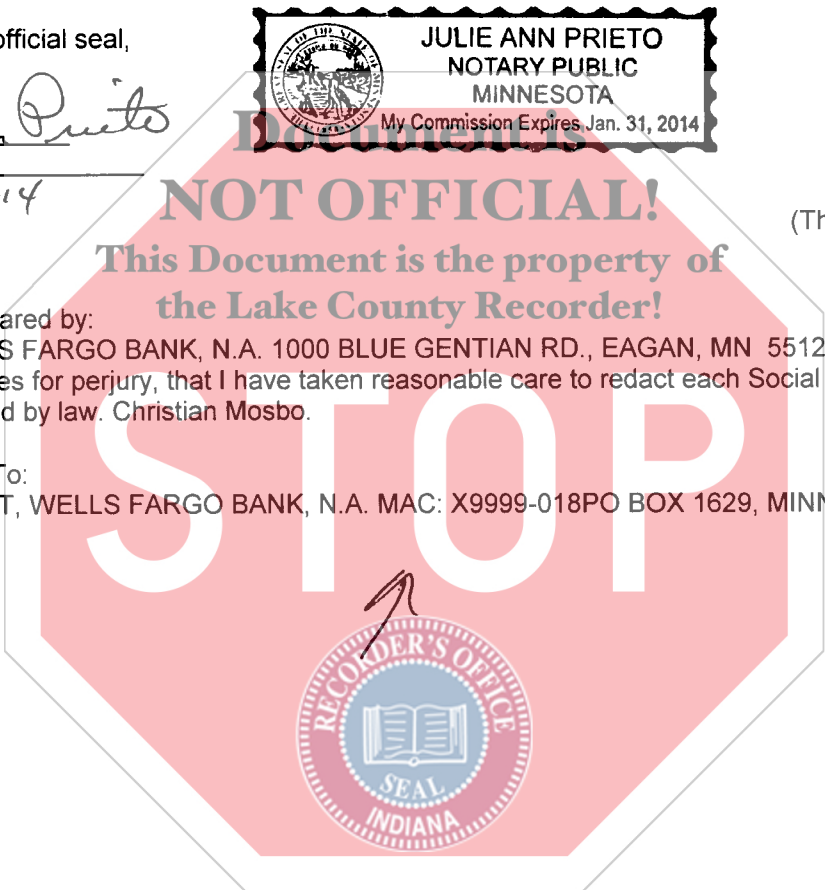 official seal,
JULIE ANN PRIETO
NOTARY PUBLIC
MINNESOTA
My Commission Expires Jan. 31, 2014
Prieto
14
Document is
NOT OFFICIAL!
(Th
This Document is the property of
the Lake County Recorder!
ared by:
S FARGO BANK, N.A. 1000 BLUE GENTIAN RD., EAGAN, MN 5512
es for perjury, that I have taken reasonable care to redact each Social
d by law. Christian Mosbo.
To:
T, WELLS FARGO BANK, N.A. MAC: X9999-018PO BOX 1629, MINN
STOP
RECORDER'S OFFICE
SEAL
INDIANA